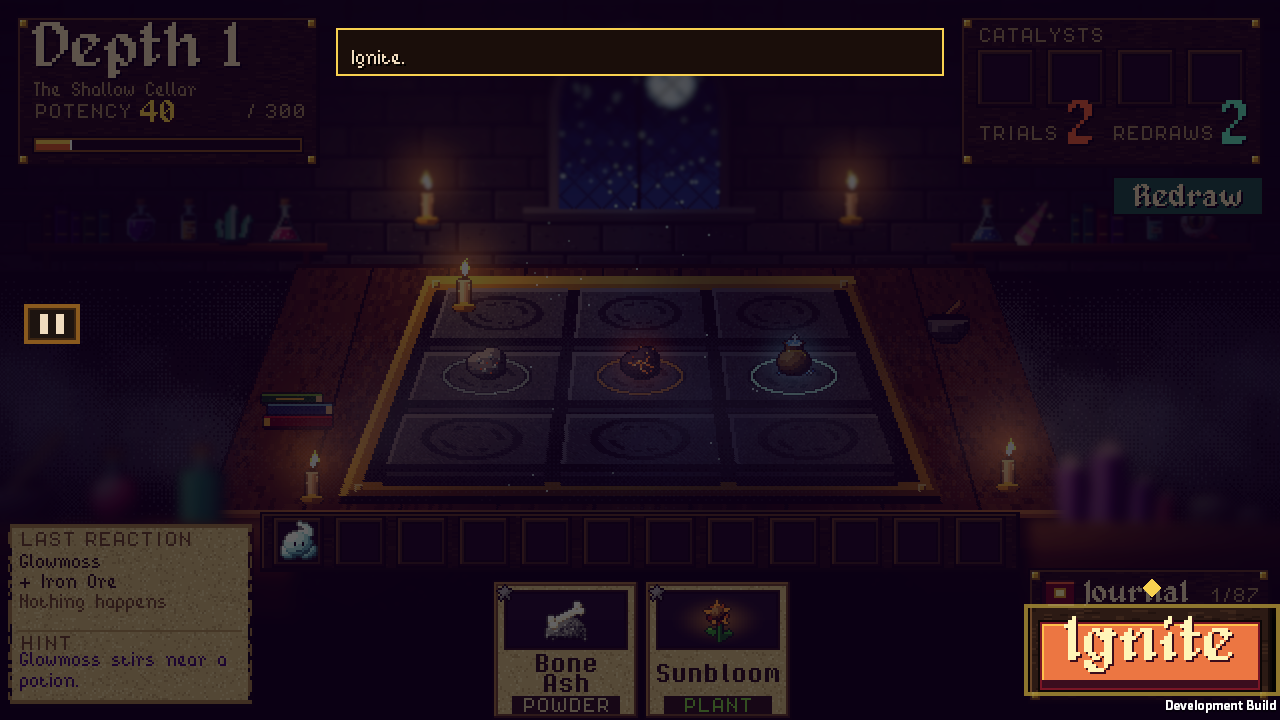 Depth 1
The Shallow Cellar
POTENCY 40 / 300
Ignite.
CATALYSTS
TRIALS 2 REDRAWS 2
Redraw
LAST REACTION
Glowmoss
+ Iron Ore
Nothing happens
HINT
Glowmoss stirs near a
potion.
Bone
Ash
POWDER
Sunbloom
PLANT
Journal 1/87
Ignite
Development Build